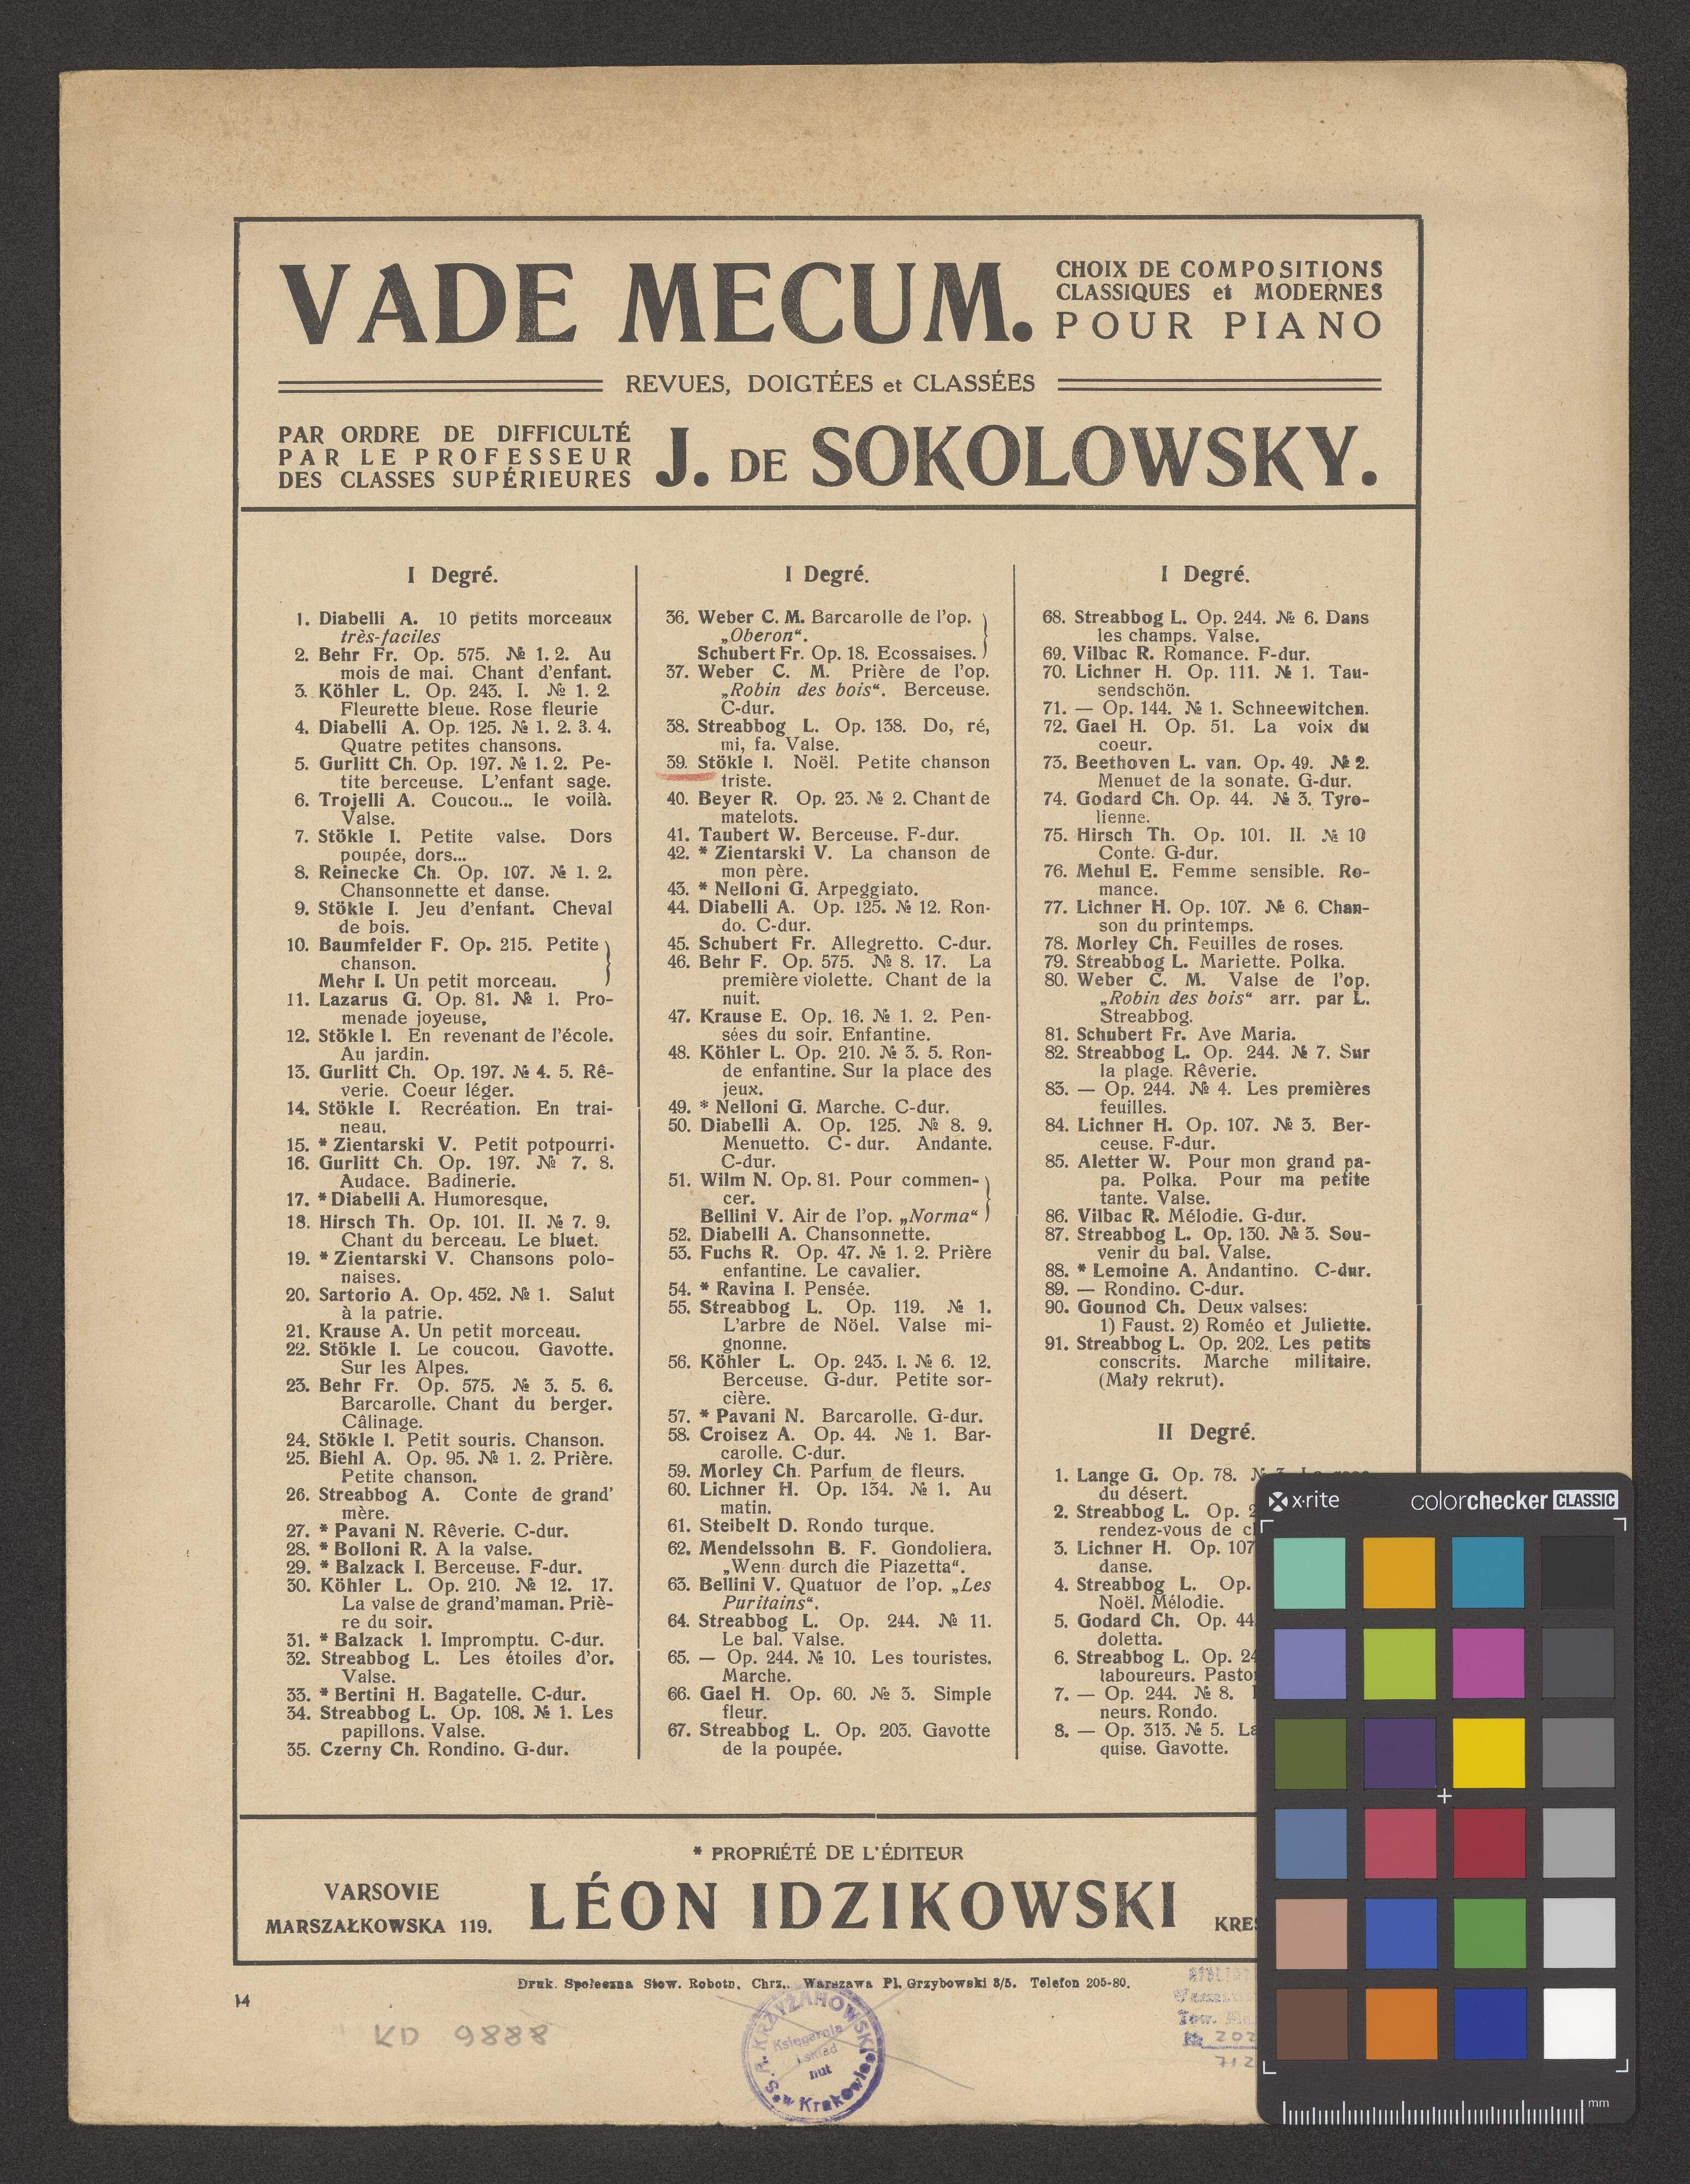 VADE MECUM.
CHOIX DE COMPOSITIONS
CLASSIQUES et MODERNES
POUR PIANO
REVUES, DOIGTÉES et CLASSÉES
PAR ORDRE DE DIFFICULTÉ
PAR LE PROFESSEUR
DES CLASSES SUPÉRIEURES
J. DE SOKOLOWSKY.
I Degré.
1. Diabelli A. 10 petits morceaux
très-faciles
2. Behr Fr. Op. 575. № 1. 2. Au
mois de mai. Chant d'enfant.
3. Köhler L. Op. 243. I. № 1. 2.
Fleurette bleue. Rose fleurie
4. Diabelli A. Op. 125. № 1. 2. 3. 4.
Quatre petites chansons.
5. Gurlitt Ch. Op. 197. № 1. 2. Pe-
tite berceuse. L'enfant sage.
6. Trojelli A. Coucou... le voilà.
Valse.
7. Stökle I. Petite valse. Dors
poupée, dors...
8. Reinecke Ch. Op. 107. № 1. 2.
Chansonnette et danse.
9. Stökle I. Jeu d'enfant. Cheval
de bois.
10. Baumfelder F. Op. 215. Petite
chanson.
Mehr I. Un petit morceau.
11. Lazarus G. Op. 81. № 1. Pro-
menade joyeuse,
12. Stökle I. En revenant de l'école.
Au jardin.
13. Gurlitt Ch. Op. 197. № 4. 5. Rê-
verie. Coeur léger.
14. Stökle I. Recréation. En trai-
neau.
15. * Zientarski V. Petit potpourri.
16. Gurlitt Ch. Op. 197. № 7. 8.
Audace. Badinerie.
17. * Diabelli A. Humoresque.
18. Hirsch Th. Op. 101. II. № 7. 9.
Chant du berceau. Le bluet.
19. * Zientarski V. Chansons polo-
naises.
20. Sartorio A. Op. 452. № 1. Salut
à la patrie.
21. Krause A. Un petit morceau.
22. Stökle I. Le coucou. Gavotte.
Sur les Alpes.
23. Behr Fr. Op. 575. № 3. 5. 6.
Barcarolle. Chant du berger.
Câlinage.
24. Stökle I. Petit souris. Chanson.
25. Biehl A. Op. 95. № 1. 2. Prière.
Petite chanson.
26. Streabbog A. Conte de grand'
mère.
27. * Pavani N. Rêverie. C-dur.
28. * Bolloni R. A la valse.
29. * Balzack I. Berceuse. F-dur.
30. Köhler L. Op. 210. № 12. 17.
La valse de grand'maman. Priè-
re du soir.
31. * Balzack I. Impromptu. C-dur.
32. Streabbog L. Les étoiles d'or.
Valse.
33. * Bertini H. Bagatelle. C-dur.
34. Streabbog L. Op. 108. № 1. Les
papillons. Valse.
35. Czerny Ch. Rondino. G-dur.
I Degré.
36. Weber C. M. Barcarolle de l'op.
„Oberon“.
Schubert Fr. Op. 18. Ecossaises.
37. Weber C. M. Prière de l'op.
„Robin des bois“. Berceuse.
C-dur.
38. Streabbog L. Op. 138. Do, ré,
mi, fa. Valse.
39. Stökle I. Noël. Petite chanson
triste.
40. Beyer R. Op. 23. № 2. Chant de
matelots.
41. Taubert W. Berceuse. F-dur.
42. * Zientarski V. La chanson de
mon père.
43. * Nelloni G. Arpeggiato.
44. Diabelli A. Op. 125. № 12. Ron-
do. C-dur.
45. Schubert Fr. Allegretto. C-dur.
46. Behr F. Op. 575. № 8. 17. La
première violette. Chant de la
nuit.
47. Krause E. Op. 16. № 1. 2. Pen-
sées du soir. Enfantine.
48. Köhler L. Op. 210. № 3. 5. Ron-
de enfantine. Sur la place des
jeux.
49. * Nelloni G. Marche. C-dur.
50. Diabelli A. Op. 125. № 8. 9.
Menuetto. C-dur. Andante.
C-dur.
51. Wilm N. Op. 81. Pour commen-
cer.
Bellini V. Air de l'op. „Norma“
52. Diabelli A. Chansonnette.
53. Fuchs R. Op. 47. № 1. 2. Prière
enfantine. Le cavalier.
54. * Ravina I. Pensée.
55. Streabbog L. Op. 119. № 1.
L'arbre de Nöel. Valse mi-
gnonne.
56. Köhler L. Op. 243. I. № 6. 12.
Berceuse. G-dur. Petite sor-
cière.
57. * Pavani N. Barcarolle. G-dur.
58. Croisez A. Op. 44. № 1. Bar-
carolle. C-dur.
59. Morley Ch. Parfum de fleurs.
60. Lichner H. Op. 134. № 1. Au
matin.
61. Steibelt D. Rondo turque.
62. Mendelssohn B. F. Gondoliera.
„Wenn durch die Piazetta“.
63. Bellini V. Quatuor de l'op. „Les
Puritains“.
64. Streabbog L. Op. 244. № 11.
Le bal. Valse.
65. — Op. 244. № 10. Les touristes.
Marche.
66. Gael H. Op. 60. № 3. Simple
fleur.
67. Streabbog L. Op. 203. Gavotte
de la poupée.
I Degré.
68. Streabbog L. Op. 244. № 6. Dans
les champs. Valse.
69. Vilbac R. Romance. F-dur.
70. Lichner H. Op. 111. № 1. Tau-
sendschön.
71. — Op. 144. № 1. Schneewitchen.
72. Gael H. Op. 51. La voix du
coeur.
73. Beethoven L. van. Op. 49. № 2.
Menuet de la sonate. G-dur.
74. Godard Ch. Op. 44. № 3. Tyro-
lienne.
75. Hirsch Th. Op. 101. II. № 10
Conte. G-dur.
76. Mehul E. Femme sensible. Ro-
mance.
77. Lichner H. Op. 107. № 6. Chan-
son du printemps.
78. Morley Ch. Feuilles de roses.
79. Streabbog L. Mariette. Polka.
80. Weber C. M. Valse de l'op.
„Robin des bois“ arr. par L.
Streabbog.
81. Schubert Fr. Ave Maria.
82. Streabbog L. Op. 244. № 7. Sur
la plage. Rêverie.
83. — Op. 244. № 4. Les premières
feuilles.
84. Lichner H. Op. 107. № 3. Ber-
ceuse. F-dur.
85. Aletter W. Pour mon grand pa-
pa. Polka. Pour ma petite
tante. Valse.
86. Vilbac R. Mélodie. G-dur.
87. Streabbog L. Op. 130. № 3. Sou-
venir du bal. Valse.
88. * Lemoine A. Andantino. C-dur.
89. — Rondino. C-dur.
90. Gounod Ch. Deux valses:
1) Faust. 2) Roméo et Juliette.
91. Streabbog L. Op. 202. Les petits
conscrits. Marche militaire.
(Mały rekrut).
II Degré.
1. Lange G. Op. 78.
du désert.
2. Streabbog L. Op.
rendez-vous de
3. Lichner H. Op. 107
danse.
4. Streabbog L. Op.
Noël. Mélodie.
5. Godard Ch. Op. 44
doletta.
6. Streabbog L. Op. 24
laboureurs. Pasto
7. — Op. 244. № 8.
neurs. Rondo.
8. — Op. 313. № 5. La
quise. Gavotte.
* PROPRIÉTÉ DE L'ÉDITEUR
VARSOVIE
MARSZAŁKOWSKA 119.
LÉON IDZIKOWSKI
KRES
Druk. Społeczna Stow. Robotn. Chrz., Warszawa Pl. Grzybowski 3/5. Telefon 205-80.
14
KD 9888
S. A. KRZYŻANOWSKI
Księgarnia
i skład
nut
w Krakowie
Tow.
№ 202
712
x-rite
colorchecker CLASSIC
mm